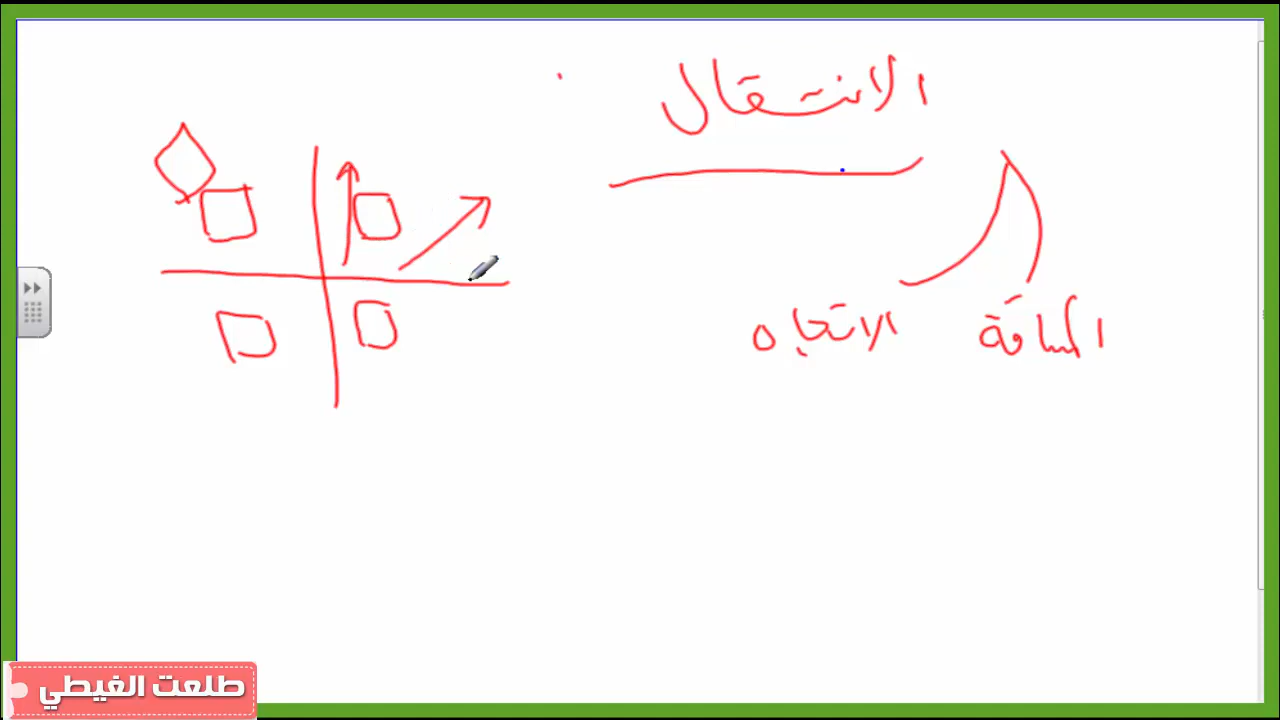 الانتقال
المسافة
الاتجاه
طلعت الغيطي